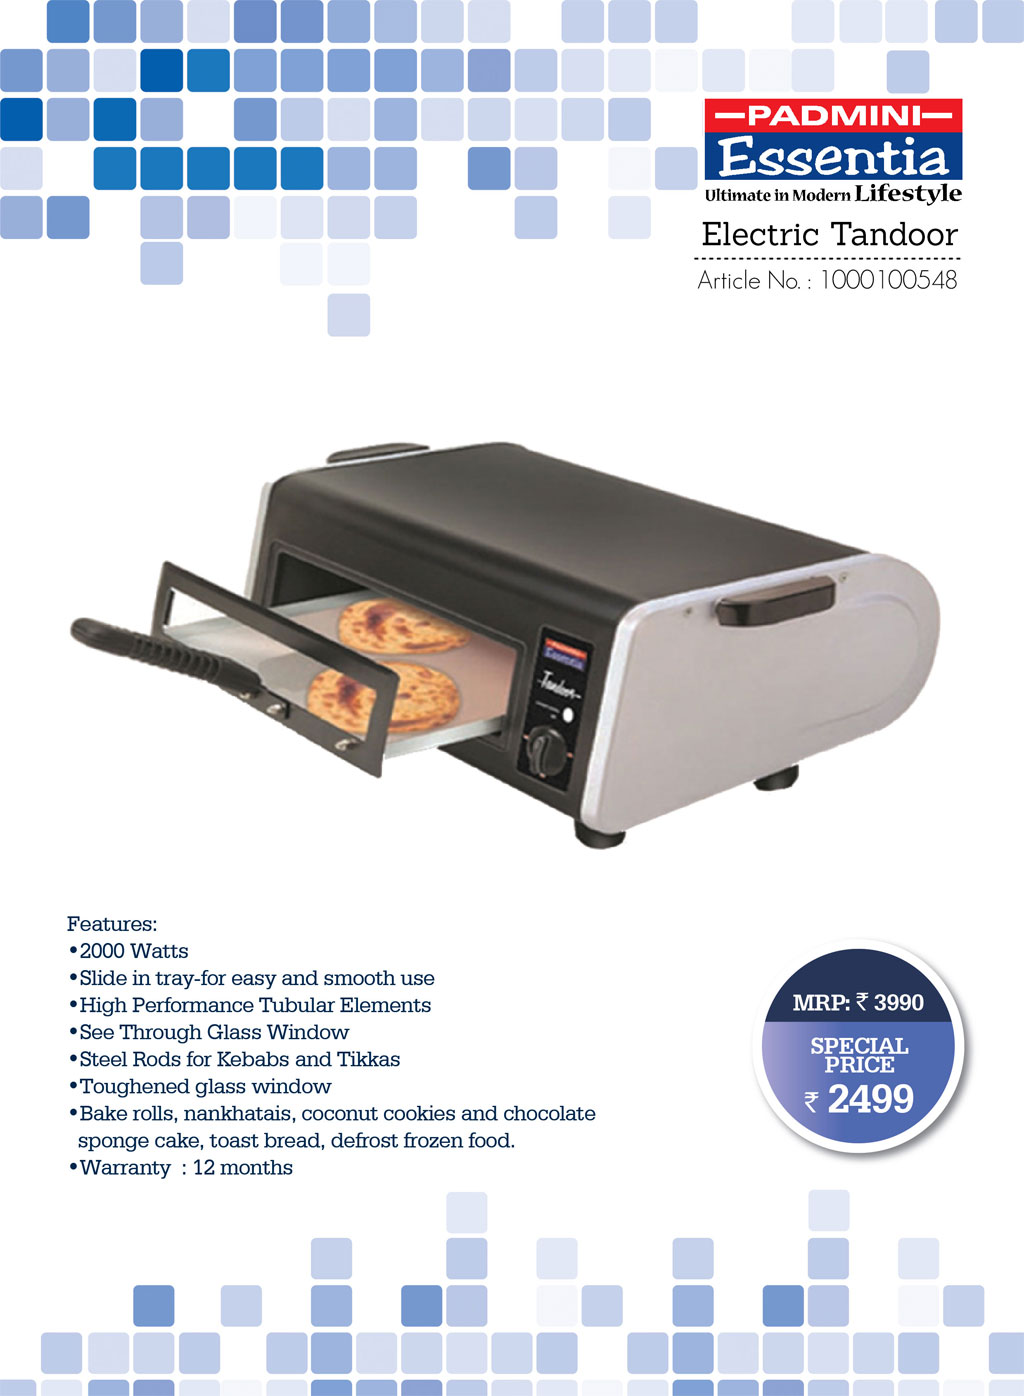 PADMINI
Essentia
Ultimate in Modern Lifestyle
Electric Tandoor
Article No. : 1000100548
Essentia
Tandoor
Features:
•2000 Watts
•Slide in tray-for easy and smooth use
•High Performance Tubular Elements
•See Through Glass Window
•Steel Rods for Kebabs and Tikkas
•Toughened glass window
•Bake rolls, nankhatais, coconut cookies and chocolate
sponge cake, toast bread, defrost frozen food.
•Warranty : 12 months
MRP: ₹ 3990
SPECIAL
PRICE
₹ 2499